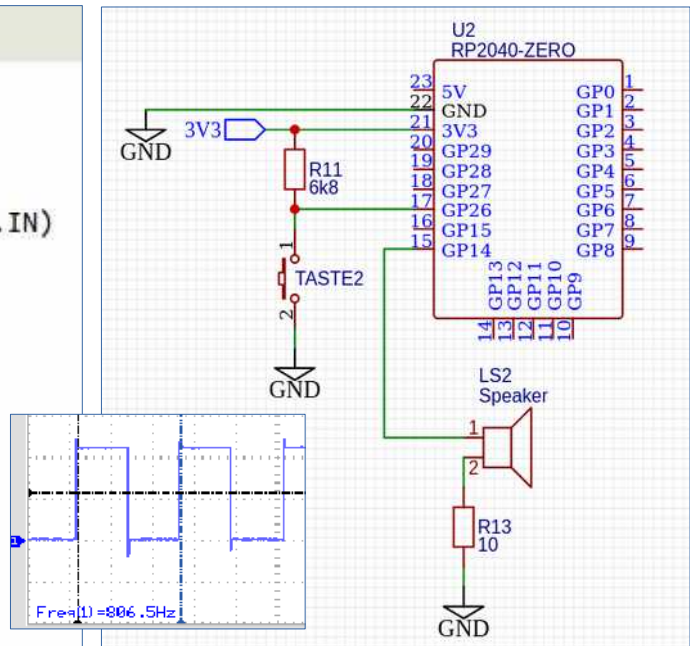 .IN)
U2
RP2040-ZERO
23 5V
22 GND
21 3V3
20 GP29
19 GP28
18 GP27
17 GP26
16 GP15
15 GP14
GP0 1
GP1 2
GP2 3
GP3 4
GP4 5
GP5 6
GP6 7
GP7 8
GP8 9
GP13 GP12 GP11 GP10 GP9
14 13 12 11 10
GND
3V3
R11
6k8
1
TASTE2
2
GND
LS2
Speaker
1
2
R13
10
GND
1
Freq(1)=806.5Hz